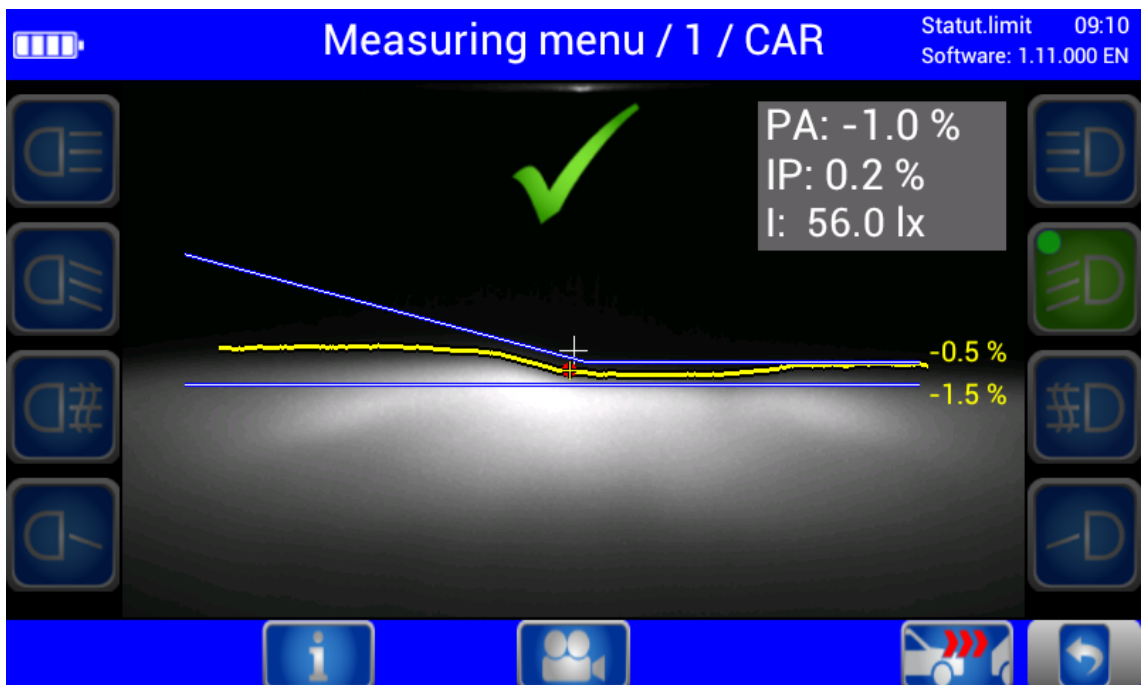 Measuring menu / 1 / CAR
Statut.limit 09:10
Software: 1.11.000 EN
PA: -1.0 %
IP: 0.2 %
I: 56.0 lx
-0.5 %
-1.5 %
i